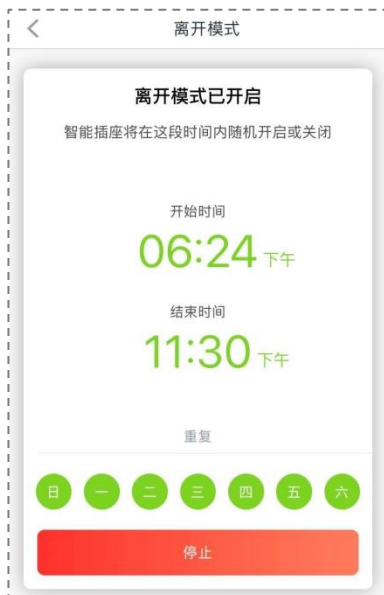 离开模式
离开模式已开启
智能插座将在这段时间内随机开启或关闭
开始时间
06:24 下午
结束时间
11:30 下午
重复
日 一 二 三 四 五 六
停止